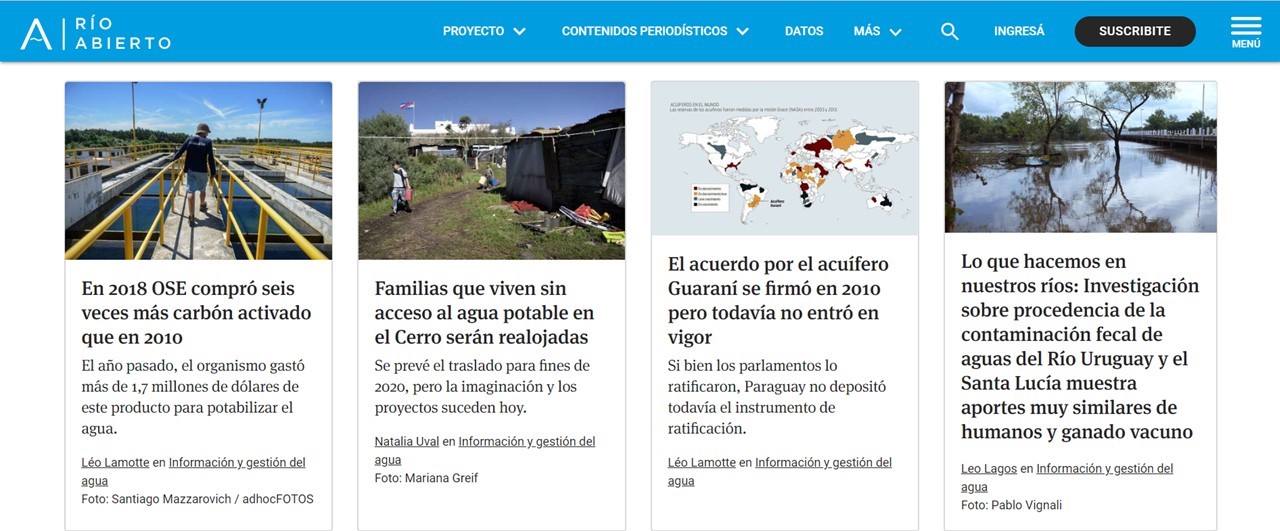 RÍO
ABIERTO
PROYECTO
CONTENIDOS PERIODÍSTICOS
DATOS
MÁS
INGRESÁ
SUSCRIBITE
MENÚ
En 2018 OSE compró seis
veces más carbón activado
que en 2010
El año pasado, el organismo gastó
más de 1,7 millones de dólares de
este producto para potabilizar el
agua.
Léo Lamotte en Información y gestión del
agua
Foto: Santiago Mazzarovich / adhocFOTOS
Familias que viven sin
acceso al agua potable en
el Cerro serán realojadas
Se prevé el traslado para fines de
2020, pero la imaginación y los
proyectos suceden hoy.
Natalia Uval en Información y gestión del
agua
Foto: Mariana Greif
ACUÍFEROS EN EL MUNDO
Acuífero
Guaraní
El acuerdo por el acuífero
Guaraní se firmó en 2010
pero todavía no entró en
vigor
Si bien los parlamentos lo
ratificaron, Paraguay no depositó
todavía el instrumento de
ratificación.
Léo Lamotte en Información y gestión del
agua
Lo que hacemos en
nuestros ríos: Investigación
sobre procedencia de la
contaminación fecal de
aguas del Río Uruguay y el
Santa Lucía muestra
aportes muy similares de
humanos y ganado vacuno
Leo Lagos en Información y gestión del
agua
Foto: Pablo Vignali